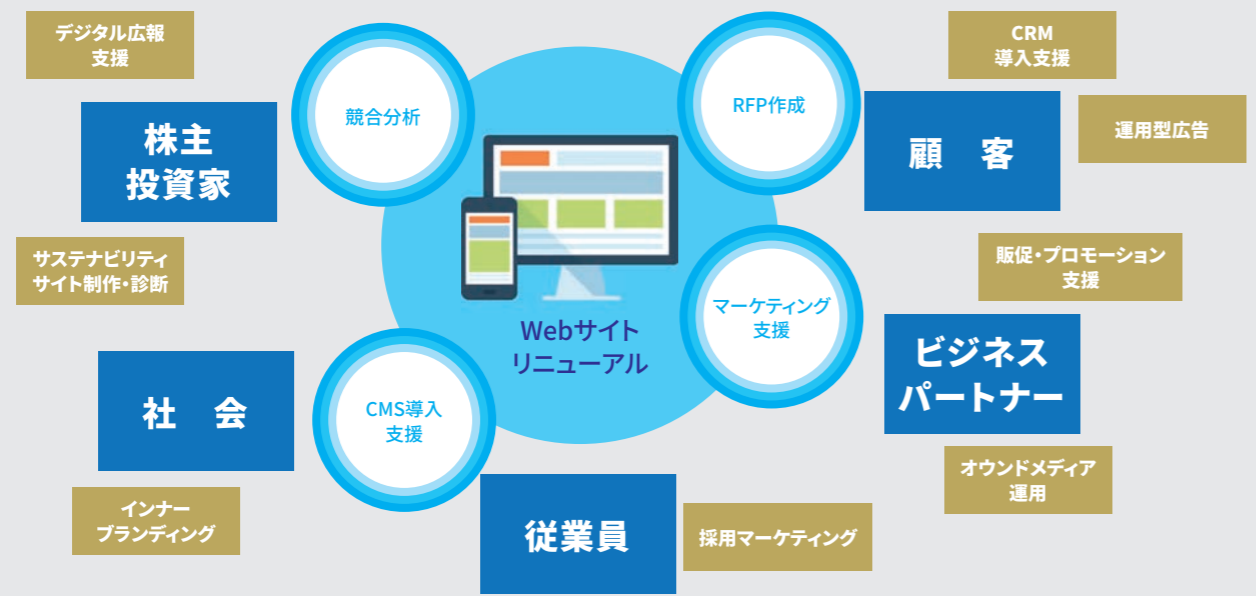 デジタル広報
支援
株主
投資家
サステナビリティ
サイト制作・診断
社　会
インナー
ブランディング
競合分析
CMS導入
支援
Webサイト
リニューアル
RFP作成
マーケティング
支援
従業員
採用マーケティング
CRM
導入支援
顧　客
運用型広告
販促・プロモーション
支援
ビジネス
パートナー
オウンドメディア
運用